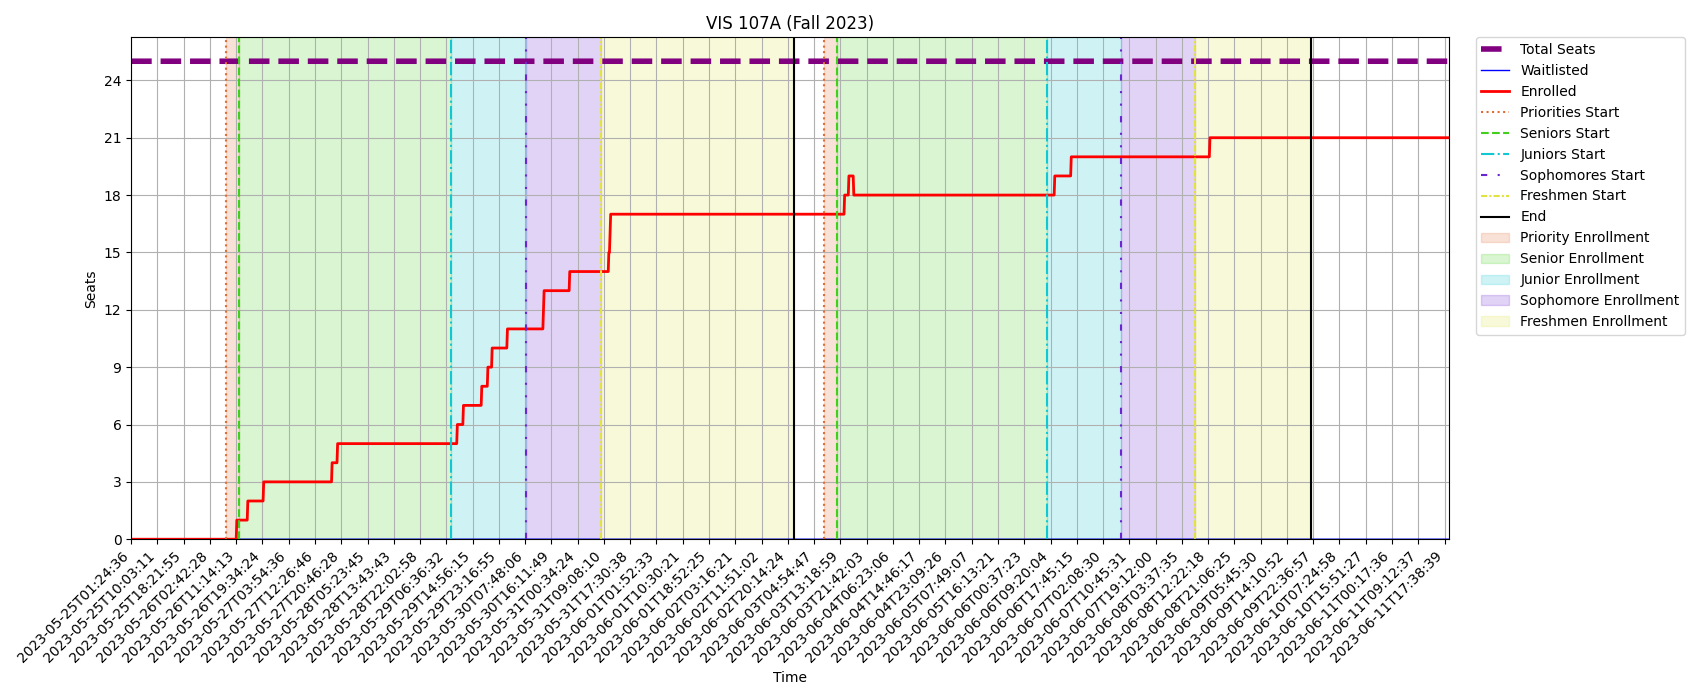 VIS 107A (Fall 2023)
Total Seats
Waitlisted
Enrolled
Priorities Start
Seniors Start
Juniors Start
Sophomores Start
Freshmen Start
End
Priority Enrollment
Senior Enrollment
Junior Enrollment
Sophomore Enrollment
Freshmen Enrollment
Seats
24
21
18
15
12
9
6
3
0
2023-05-25T01:24:36
2023-05-25T10:03:11
2023-05-25T18:21:55
2023-05-26T02:42:28
2023-05-26T11:14:13
2023-05-26T19:34:24
2023-05-27T03:54:36
2023-05-27T12:26:46
2023-05-27T20:46:28
2023-05-28T05:23:45
2023-05-28T13:43:43
2023-05-28T22:02:58
2023-05-29T06:36:32
2023-05-29T14:56:15
2023-05-29T23:16:55
2023-05-30T07:48:06
2023-05-30T16:11:49
2023-05-31T00:34:24
2023-05-31T09:08:10
2023-05-31T17:30:38
2023-06-01T01:52:33
2023-06-01T10:30:21
2023-06-01T18:52:25
2023-06-02T03:16:21
2023-06-02T11:51:02
2023-06-02T20:14:24
2023-06-03T04:54:47
2023-06-03T13:18:59
2023-06-03T21:42:03
2023-06-04T06:23:06
2023-06-04T14:46:17
2023-06-04T23:09:26
2023-06-05T07:49:07
2023-06-05T16:13:21
2023-06-06T00:37:23
2023-06-06T09:20:04
2023-06-06T17:45:15
2023-06-07T02:08:30
2023-06-07T10:45:31
2023-06-07T19:12:00
2023-06-08T03:37:35
2023-06-08T12:22:18
2023-06-08T21:06:25
2023-06-09T05:45:30
2023-06-09T14:10:52
2023-06-09T22:36:57
2023-06-10T07:24:58
2023-06-10T15:51:27
2023-06-11T00:17:36
2023-06-11T09:12:37
2023-06-11T17:38:39
Time